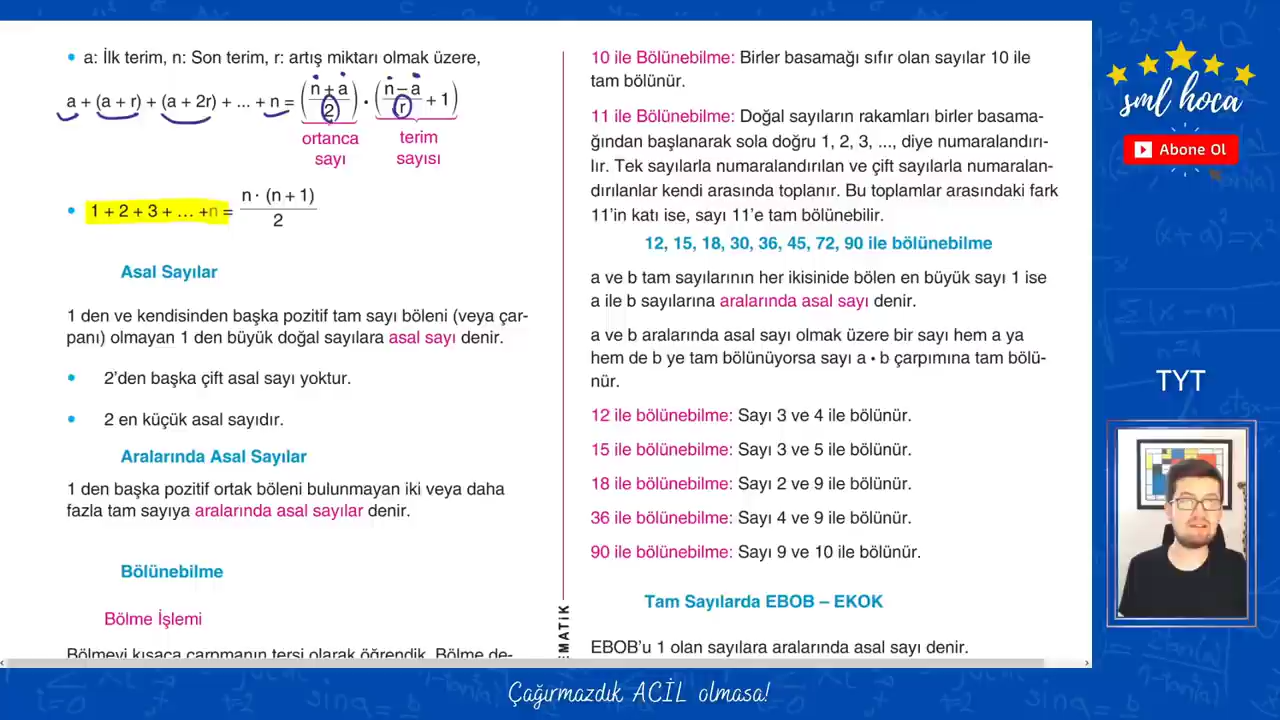 • a: İlk terim, n: Son terim, r: artış miktarı olmak üzere,
a + (a + r) + (a + 2r) + ... + n = (n + a / 2) • (n − a / r + 1)
ortanca sayısı
terim sayısı
• 1 + 2 + 3 + ... +n = n · (n + 1) / 2
Asal Sayılar
1 den ve kendisinden başka pozitif tam sayı böleni (veya çar-
panı) olmayan 1 den büyük doğal sayılara asal sayı denir.
• 2'den başka çift asal sayı yoktur.
• 2 en küçük asal sayıdır.
Aralarında Asal Sayılar
1 den başka pozitif ortak böleni bulunmayan iki veya daha
fazla tam sayıya aralarında asal sayılar denir.
Bölünebilme
Bölme İşlemi
Bölmeyi kısaca çarpmanın tersi olarak öğrendik. Bölme de-
10 ile Bölünebilme: Birler basamağı sıfır olan sayılar 10 ile
tam bölünür.
11 ile Bölünebilme: Doğal sayıların rakamları birler basama-
ğından başlanarak sola doğru 1, 2, 3, ..., diye numaralandırı-
lır. Tek sayılarla numaralandırılan ve çift sayılarla numaralan-
dırılanlar kendi arasında toplanır. Bu toplamlar arasındaki fark
11'in katı ise, sayı 11'e tam bölünebilir.
12, 15, 18, 30, 36, 45, 72, 90 ile bölünebilme
a ve b tam sayılarının her ikisinide bölen en büyük sayı 1 ise
a ile b sayılarına aralarında asal sayı denir.
a ve b aralarında asal sayı olmak üzere bir sayı hem a ya
hem de b ye tam bölünüyorsa sayı a • b çarpımına tam bölü-
nür.
12 ile bölünebilme: Sayı 3 ve 4 ile bölünür.
15 ile bölünebilme: Sayı 3 ve 5 ile bölünür.
18 ile bölünebilme: Sayı 2 ve 9 ile bölünür.
36 ile bölünebilme: Sayı 4 ve 9 ile bölünür.
90 ile bölünebilme: Sayı 9 ve 10 ile bölünür.
Tam Sayılarda EBOB – EKOK
EBOB'u 1 olan sayılara aralarında asal sayı denir.
EMATİK
sml hoca
Abone Ol
TYT
Çağırmazdık ACİL olmasa!